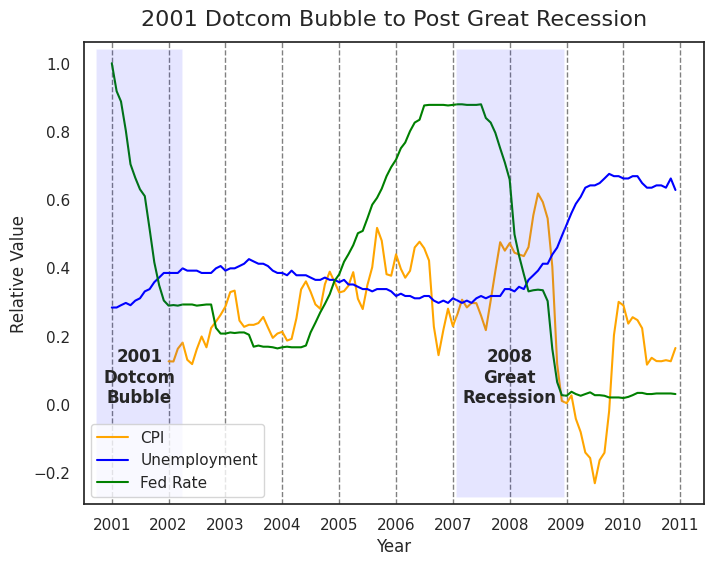 2001 Dotcom Bubble to Post Great Recession
Relative Value
1.0
0.8
0.6
0.4
0.2
0.0
−0.2
2001
Dotcom
Bubble
2008
Great
Recession
CPI
Unemployment
Fed Rate
2001 2002 2003 2004 2005 2006 2007 2008 2009 2010 2011
Year